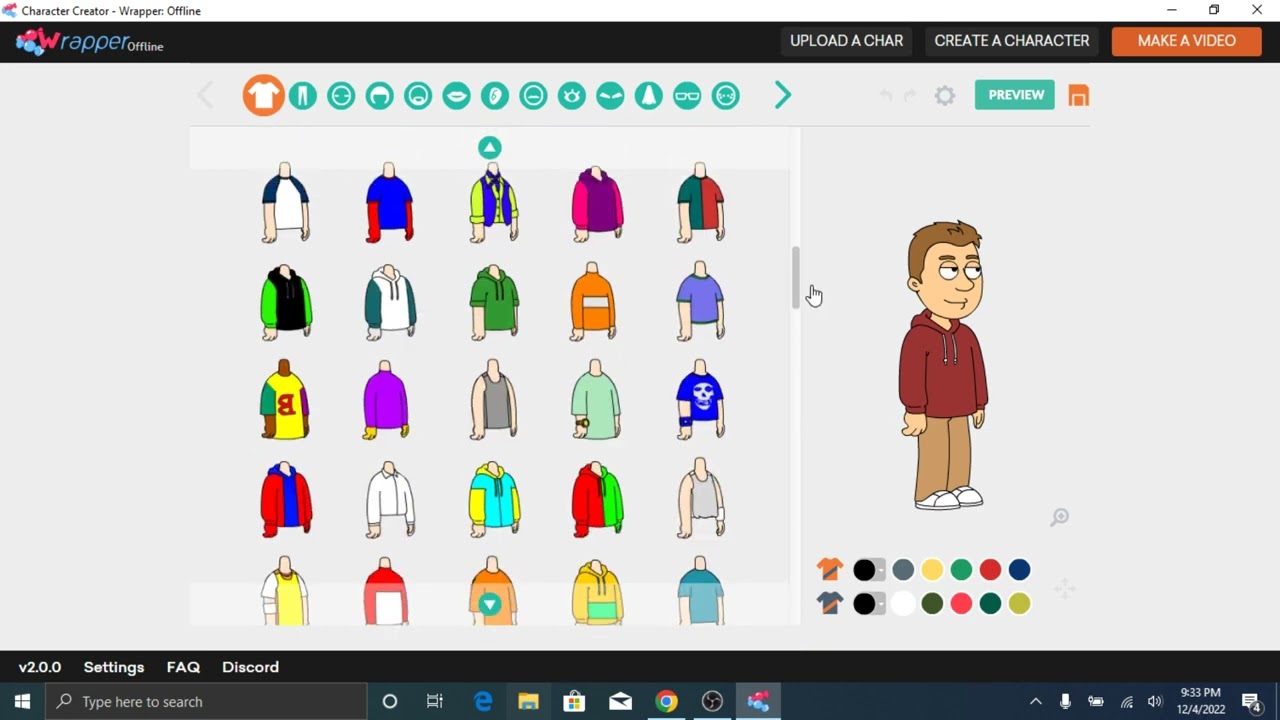 Character Creator - Wrapper: Offline
Wrapper Offline
UPLOAD A CHAR
CREATE A CHARACTER
MAKE A VIDEO
PREVIEW
B
v2.0.0
Settings
FAQ
Discord
Type here to search
9:33 PM
12/4/2022
4